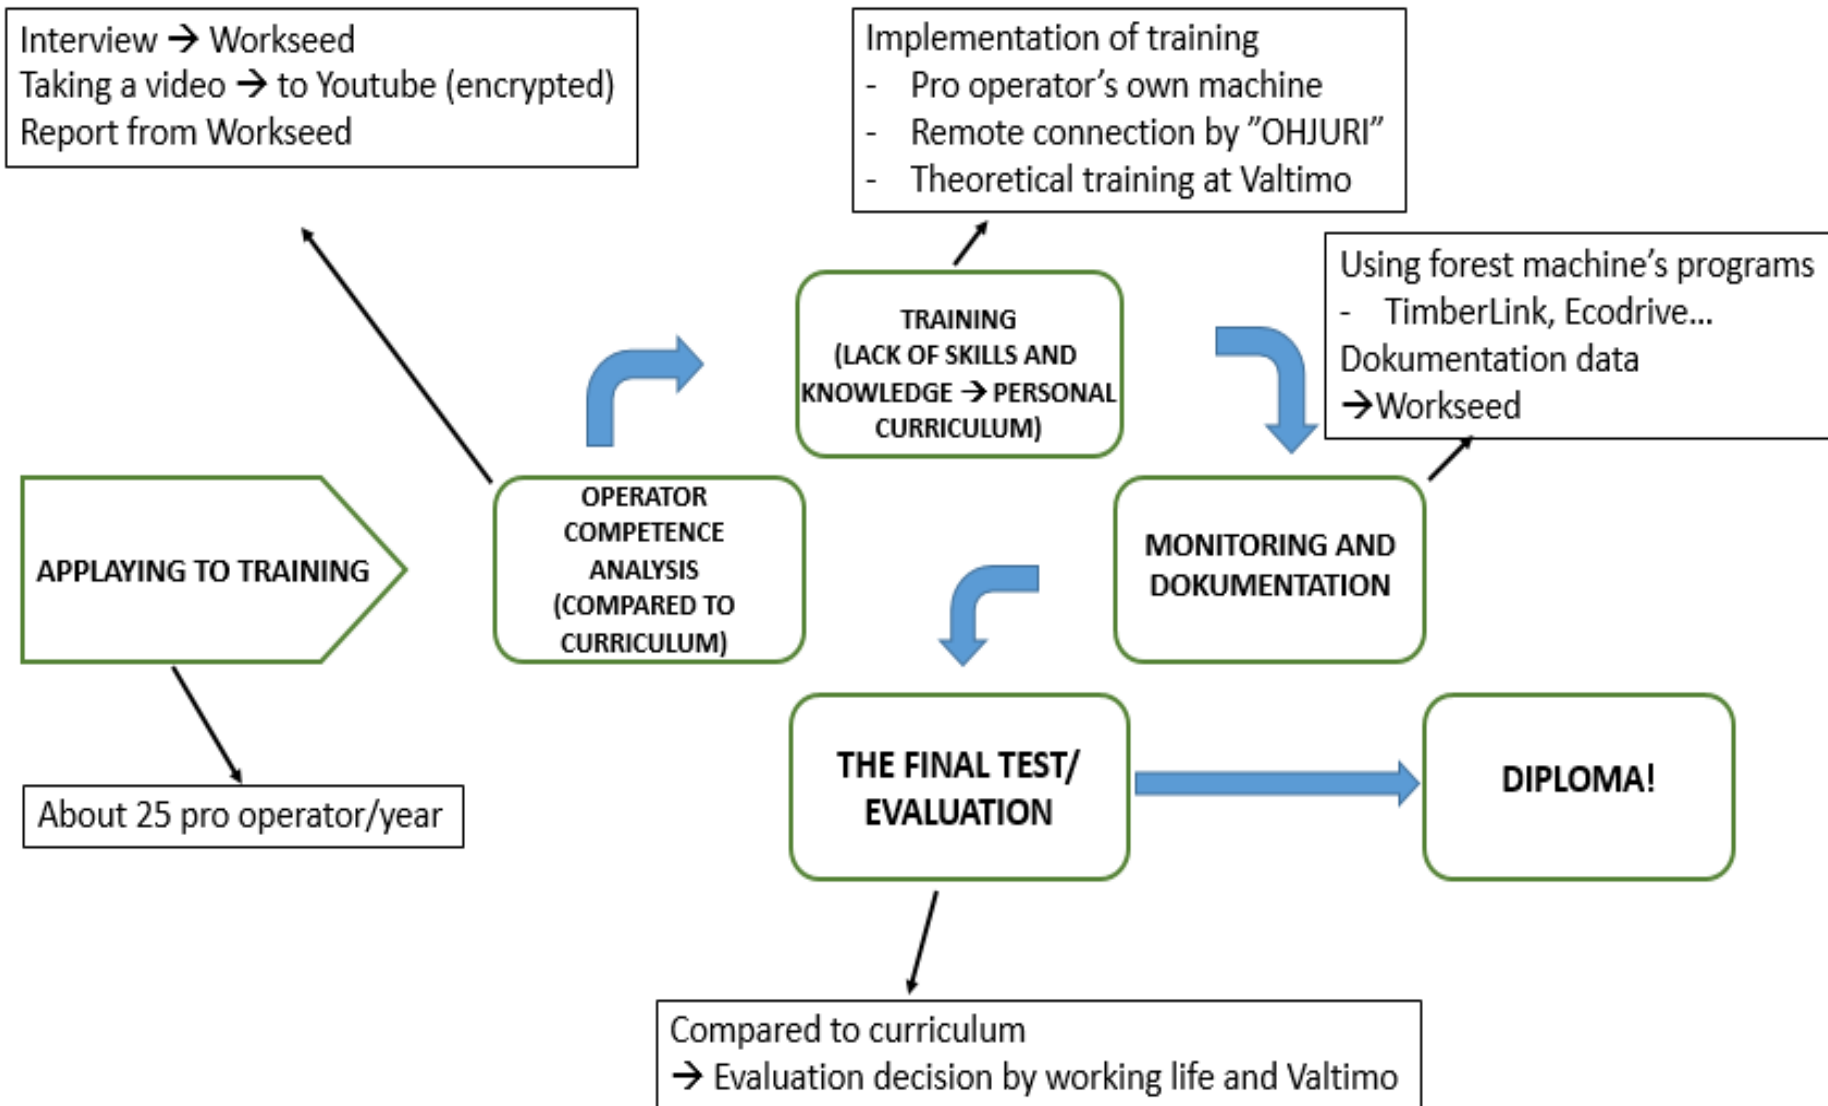 Interview → Workseed
Taking a video → to Youtube (encrypted)
Report from Workseed
Implementation of training
- Pro operator's own machine
- Remote connection by ”OHJURI”
- Theoretical training at Valtimo
Using forest machine's programs
- TimberLink, Ecodrive...
Dokumentation data
→Workseed
TRAINING
(LACK OF SKILLS AND
KNOWLEDGE → PERSONAL
CURRICULUM)
APPLAYING TO TRAINING
OPERATOR
COMPETENCE
ANALYSIS
(COMPARED TO
CURRICULUM)
MONITORING AND
DOKUMENTATION
About 25 pro operator/year
THE FINAL TEST/
EVALUATION
DIPLOMA!
Compared to curriculum
→ Evaluation decision by working life and Valtimo